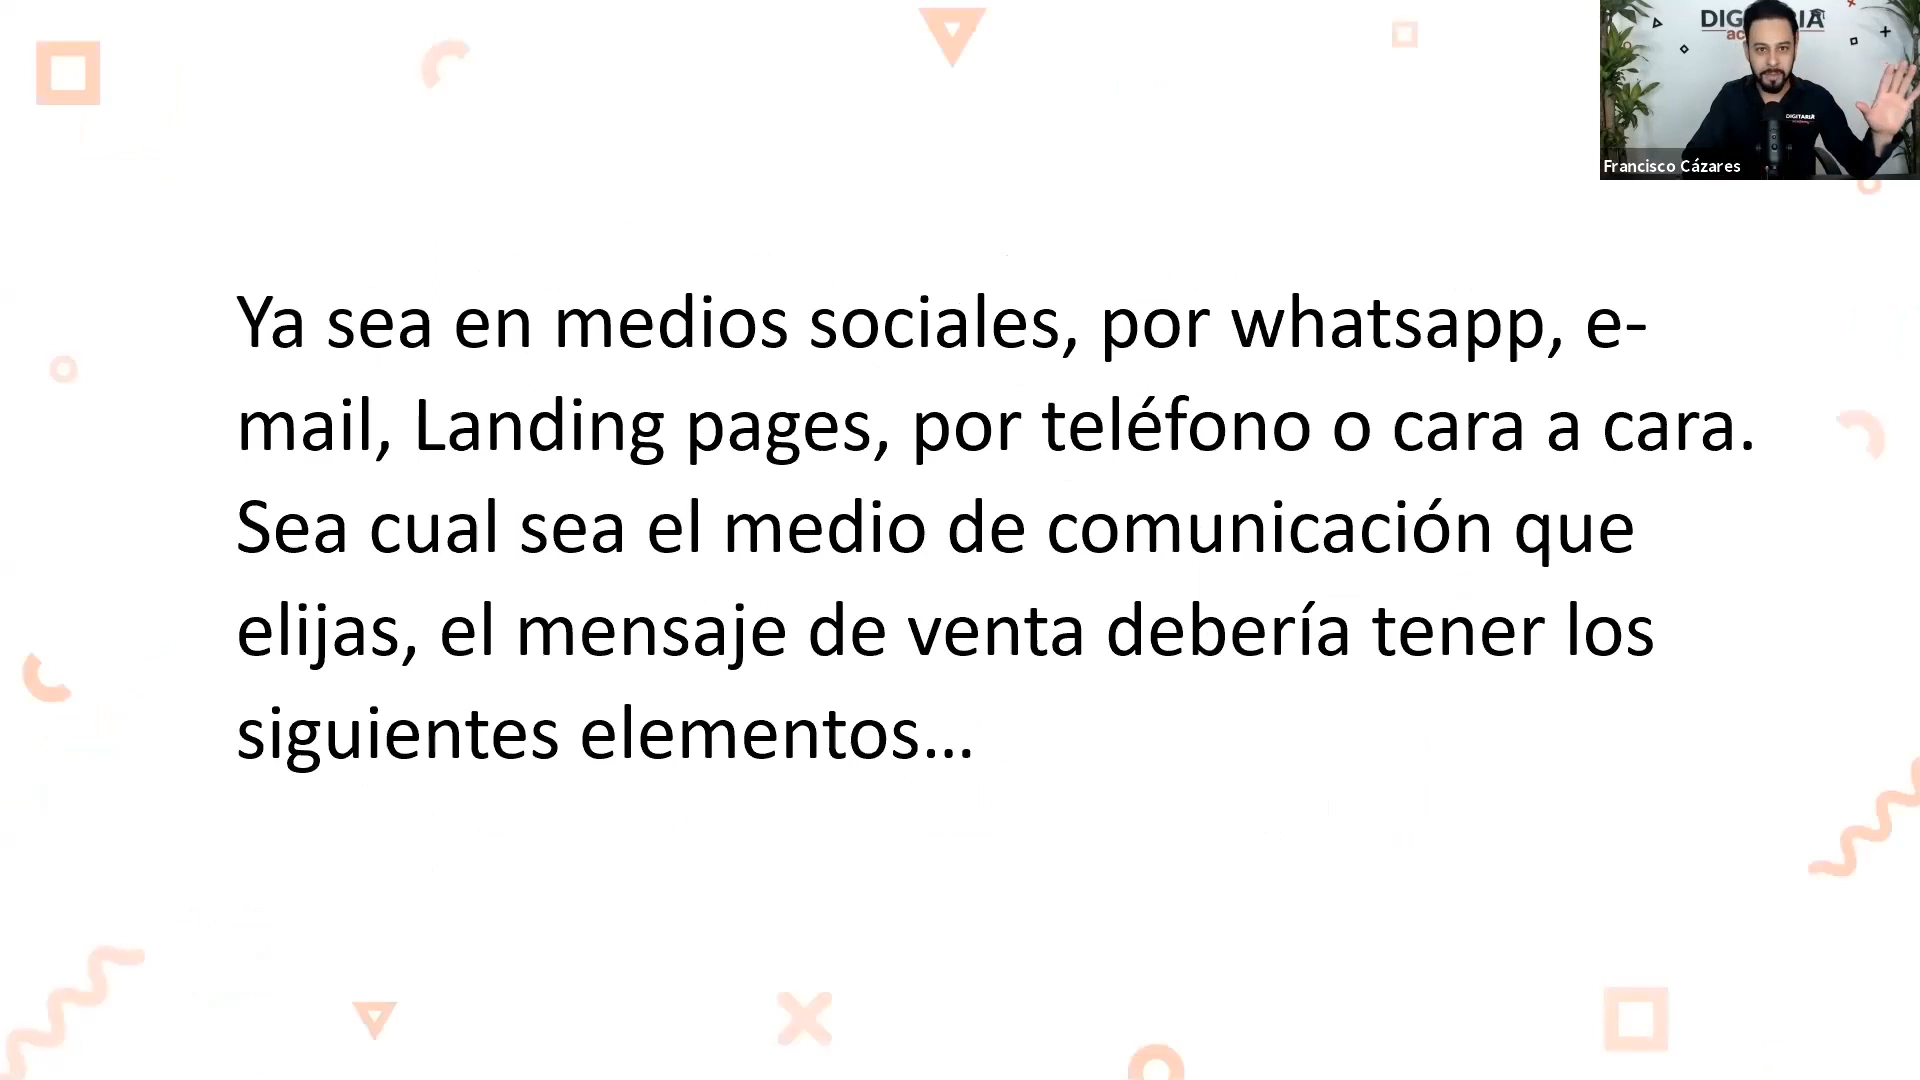 Ya sea en medios sociales, por whatsapp, e-
mail, Landing pages, por teléfono o cara a cara.
Sea cual sea el medio de comunicación que
elijas, el mensaje de venta debería tener los
siguientes elementos...
Francisco Cázares
DIGITARIA